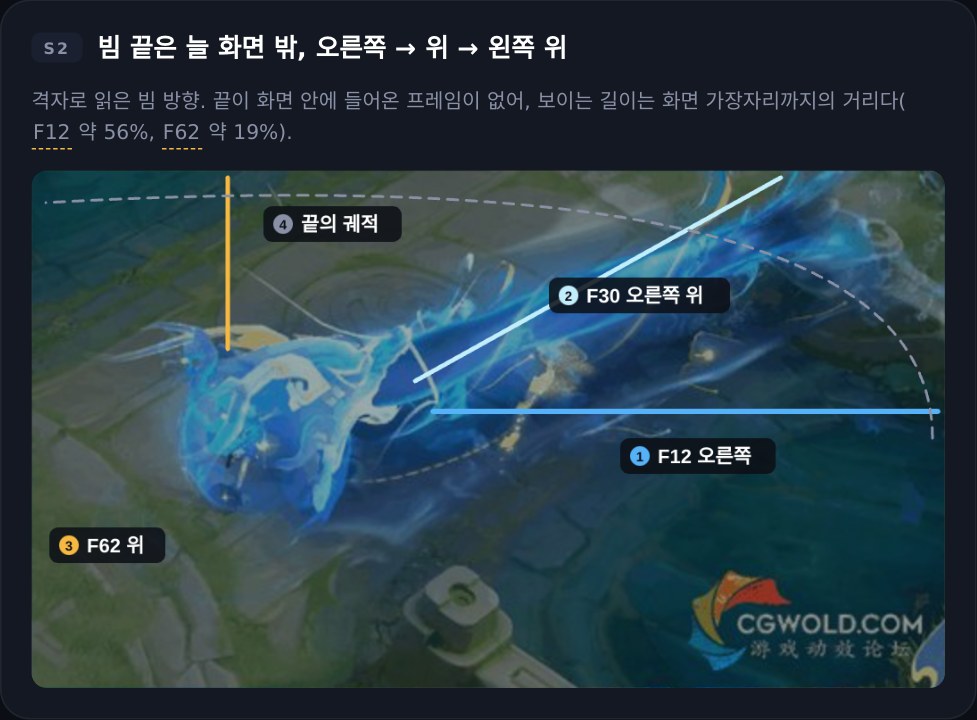 S2 빔 끝은 늘 화면 밖, 오른쪽 → 위 → 왼쪽 위
격자로 읽은 빔 방향. 끝이 화면 안에 들어온 프레임이 없어, 보이는 길이는 화면 가장자리까지의 거리다(
F12 약 56%, F62 약 19%).
4 끝의 궤적
2 F30 오른쪽 위
1 F12 오른쪽
3 F62 위
CGWOLD.COM
游戏动效论坛